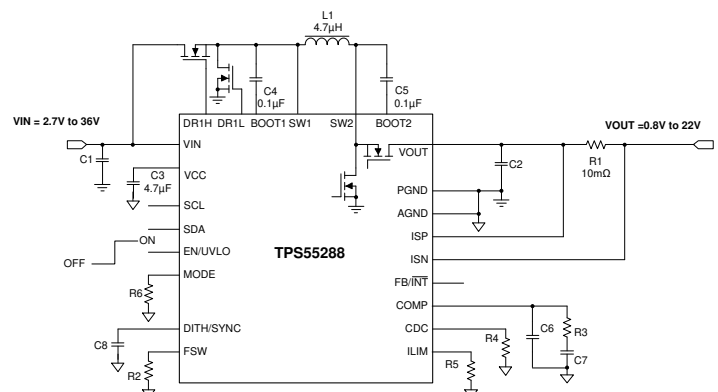 L1
4.7µH
C4
0.1µF
C5
0.1µF
VIN = 2.7V to 36V
VOUT =0.8V to 22V
DR1H DR1L BOOT1 SW1 SW2 BOOT2
C1
VIN
VOUT
C2
R1
10mΩ
C3
4.7µF
VCC
PGND
SCL
AGND
SDA
ON
ISP
OFF
EN/UVLO
TPS55288
ISN
MODE
FB/INT
R6
COMP
DITH/SYNC
CDC
C6
R3
C8
R4
C7
FSW
ILIM
R2
R5